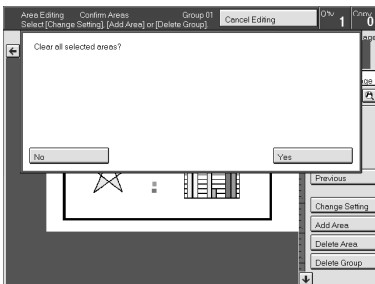 Area Editing Confirm Areas Group 01
Select [Change Setting], [Add Area] or [Delete Group].
Cancel Editing
1 0
Clear all selected areas?
No Yes
Previous
Change Setting
Add Area
Delete Area
Delete Group